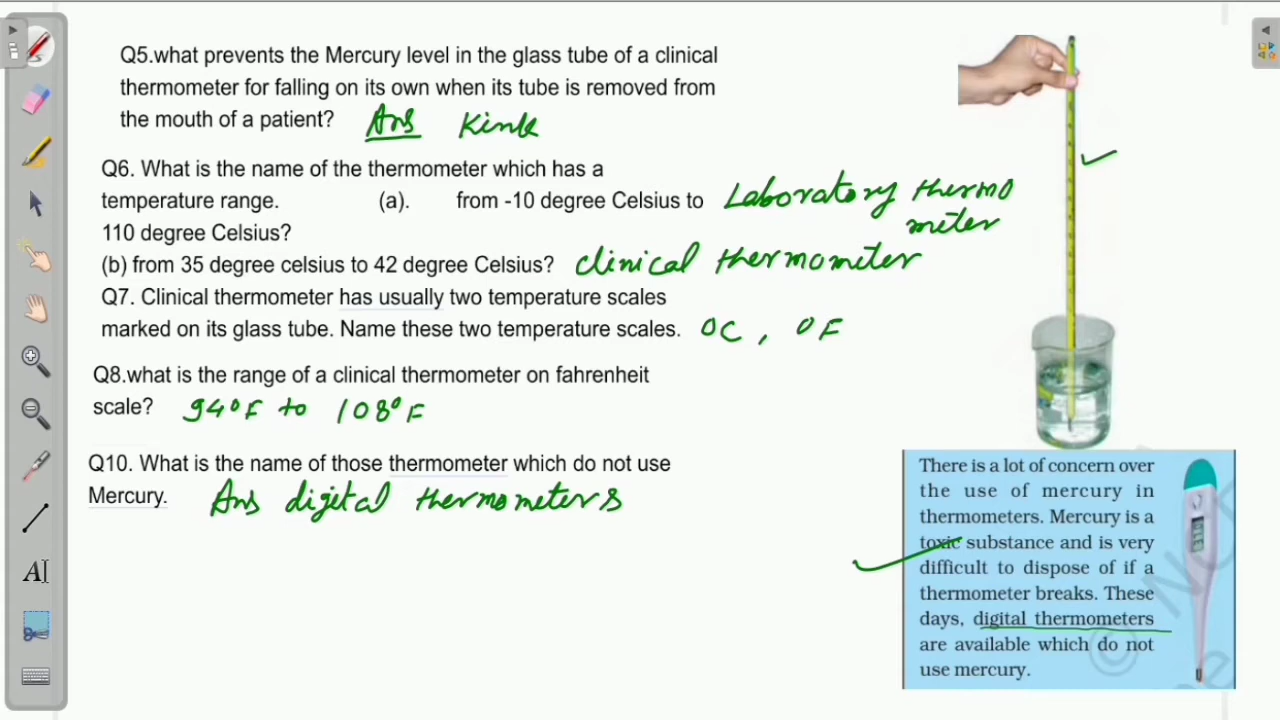 Q5.what prevents the Mercury level in the glass tube of a clinical
thermometer for falling on its own when its tube is removed from
the mouth of a patient? Ans Kink
Q6. What is the name of the thermometer which has a
temperature range. (a). from -10 degree Celsius to Laboratory thermo
meter
110 degree Celsius?
(b) from 35 degree celsius to 42 degree Celsius? clinical thermometer
Q7. Clinical thermometer has usually two temperature scales
marked on its glass tube. Name these two temperature scales. °C, °F
Q8.what is the range of a clinical thermometer on fahrenheit
scale? 94°F to 108°F
Q10. What is the name of those thermometer which do not use
Mercury. Ans digital thermometers
There is a lot of concern over
the use of mercury in
thermometers. Mercury is a
toxic substance and is very
difficult to dispose of if a
thermometer breaks. These
days, digital thermometers
are available which do not
use mercury.
AI